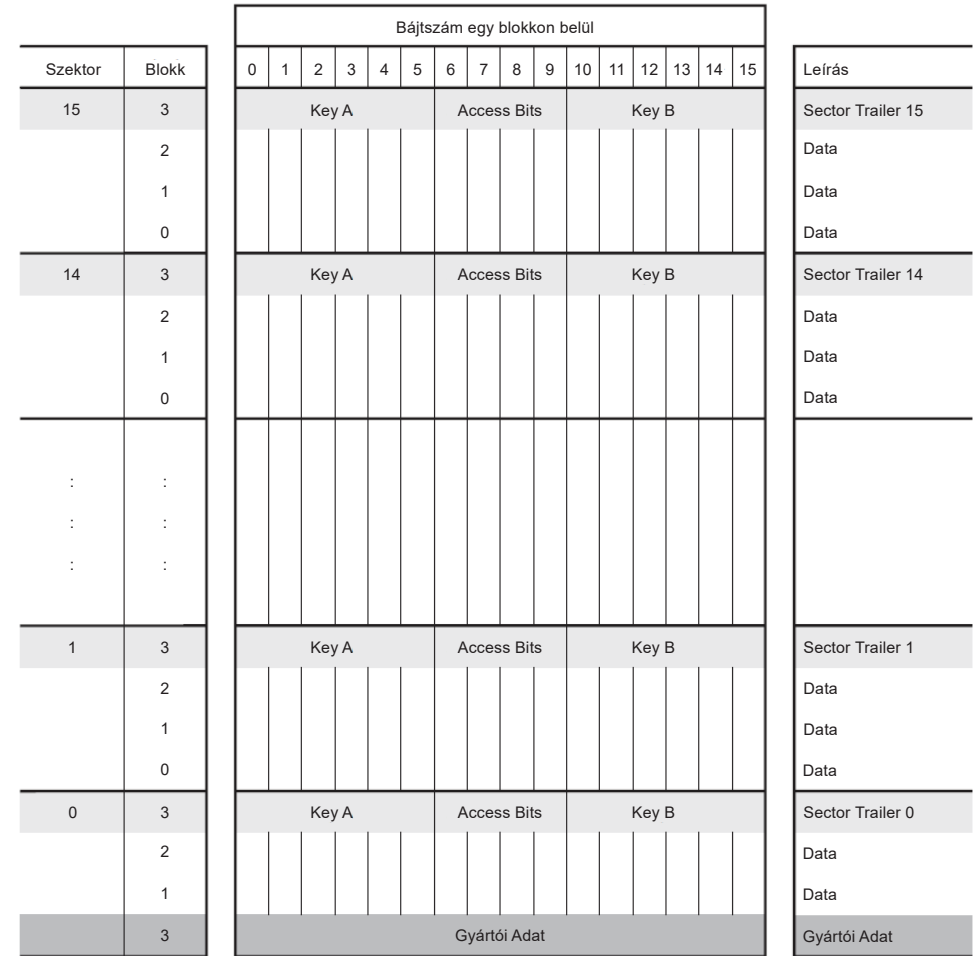 Bájtszám egy blokkon belül
Szektor Blokk 0 1 2 3 4 5 6 7 8 9 10 11 12 13 14 15 Leírás
15 3 Key A Access Bits Key B Sector Trailer 15
2 Data
1 Data
0 Data
14 3 Key A Access Bits Key B Sector Trailer 14
2 Data
1 Data
0 Data
: :
: :
: :
1 3 Key A Access Bits Key B Sector Trailer 1
2 Data
1 Data
0 Data
0 3 Key A Access Bits Key B Sector Trailer 0
2 Data
1 Data
3 Gyártói Adat Gyártói Adat